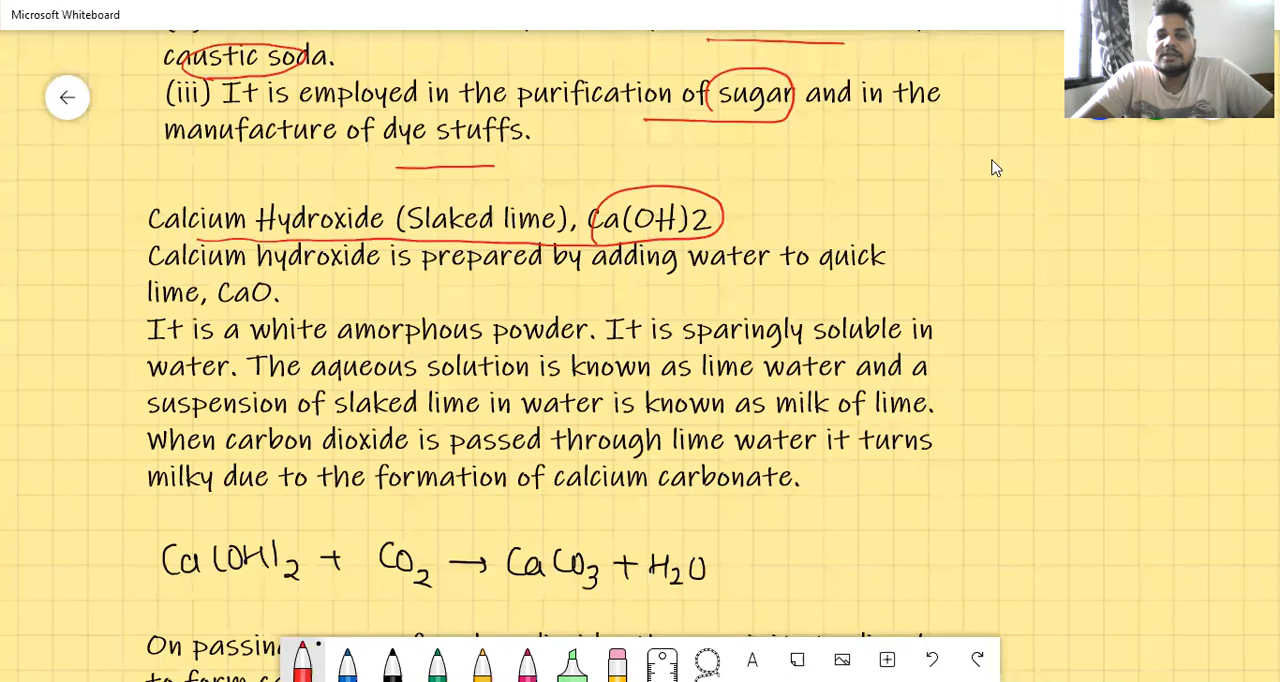 Microsoft Whiteboard
caustic soda.
(iii) It is employed in the purification of sugar and in the
manufacture of dye stuffs.
Calcium Hydroxide (Slaked lime), Ca(OH)2
Calcium hydroxide is prepared by adding water to quick
lime, CaO.
It is a white amorphous powder. It is sparingly soluble in
water. The aqueous solution is known as lime water and a
suspension of slaked lime in water is known as milk of lime.
When carbon dioxide is passed through lime water it turns
milky due to the formation of calcium carbonate.
Ca(OH)2 + CO2 → CaCO3 + H2O
On passing
to form